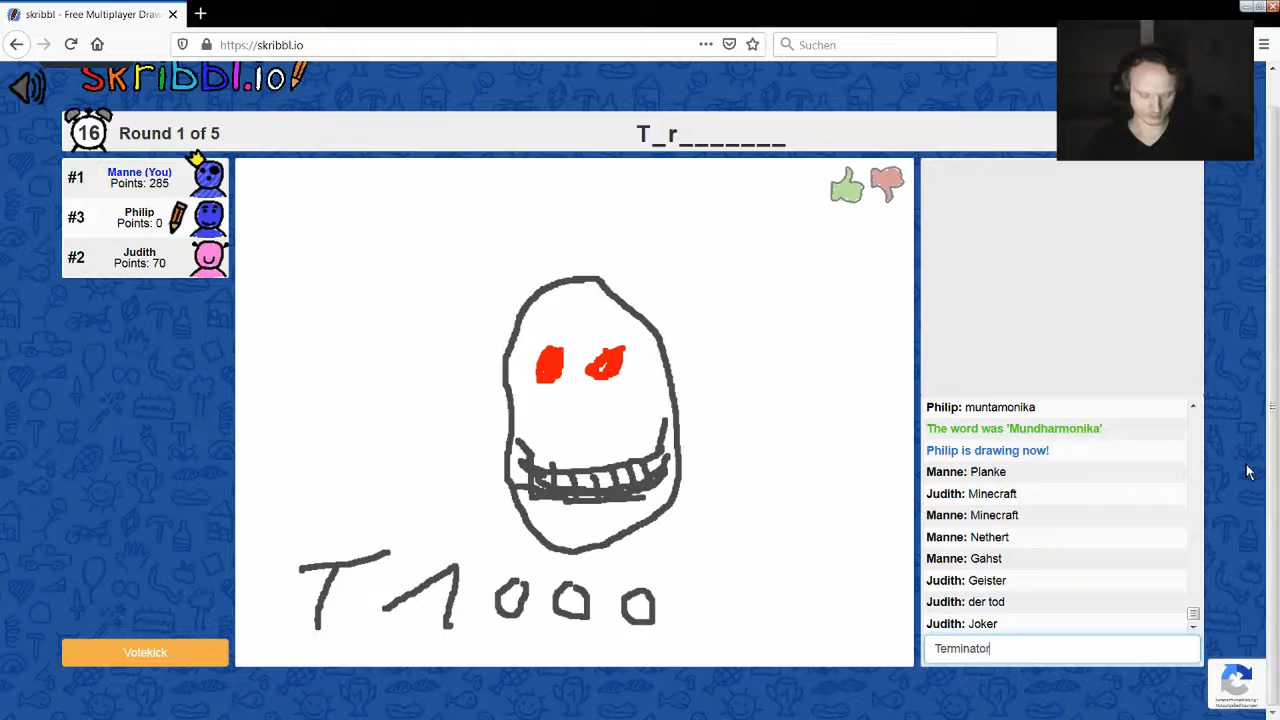 skribbl - Free Multiplayer Draw
https://skribbl.io
Suchen
skribbl.io
16
Round 1 of 5
T_r_______
#1
Manne (You)
Points: 285
#3
Philip
Points: 0
#2
Judith
Points: 70
T1000
Philip: muntamonika
The word was 'Mundharmonika'
Philip is drawing now!
Manne: Planke
Judith: Minecraft
Manne: Minecraft
Manne: Nethert
Manne: Gahst
Judith: Geister
Judith: der tod
Judith: Joker
Terminator
Votekick